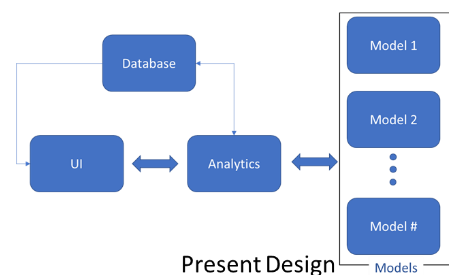 Model 1
Database
Model 2
UI
Analytics
Model #
Present Design
Models